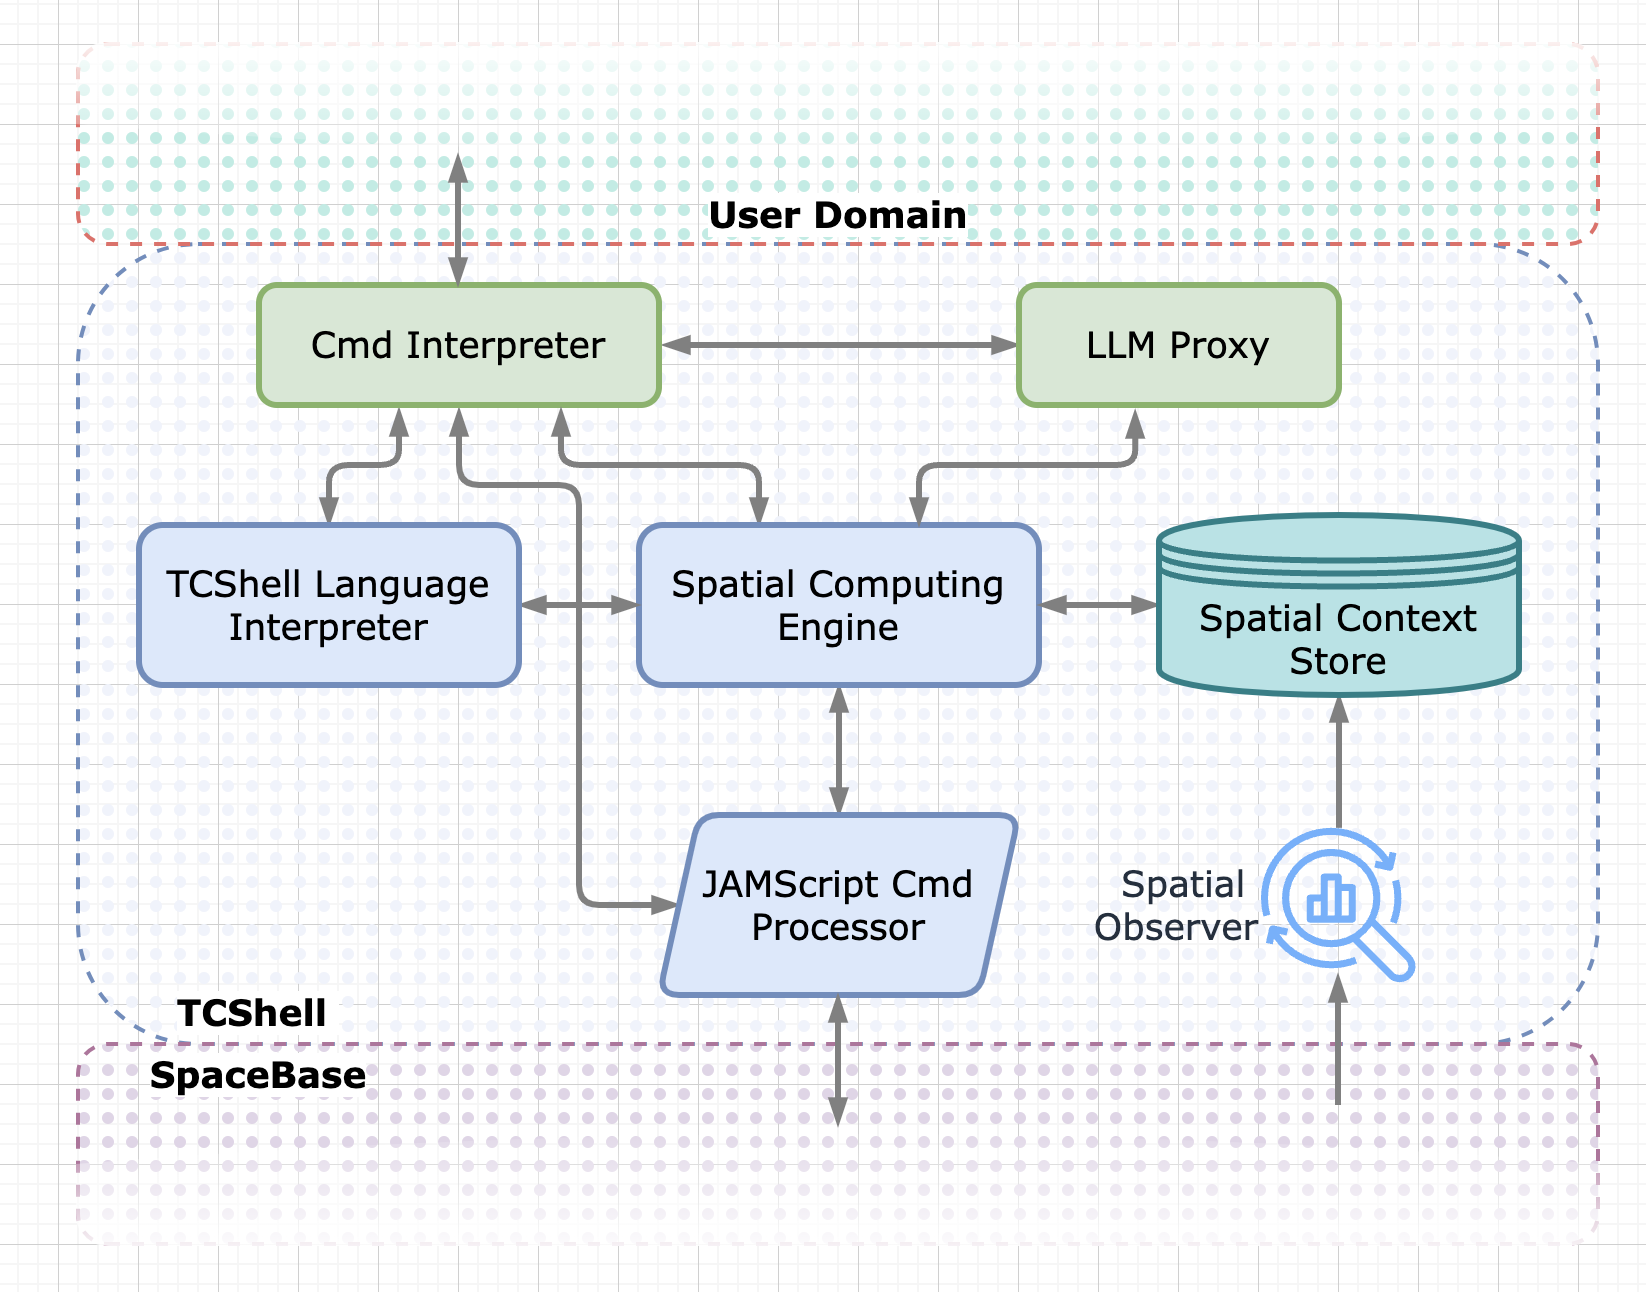 User Domain
Cmd Interpreter
LLM Proxy
TCShell Language
Interpreter
Spatial Computing
Engine
Spatial Context
Store
JAMScript Cmd
Processor
Spatial
Observer
TCShell
SpaceBase